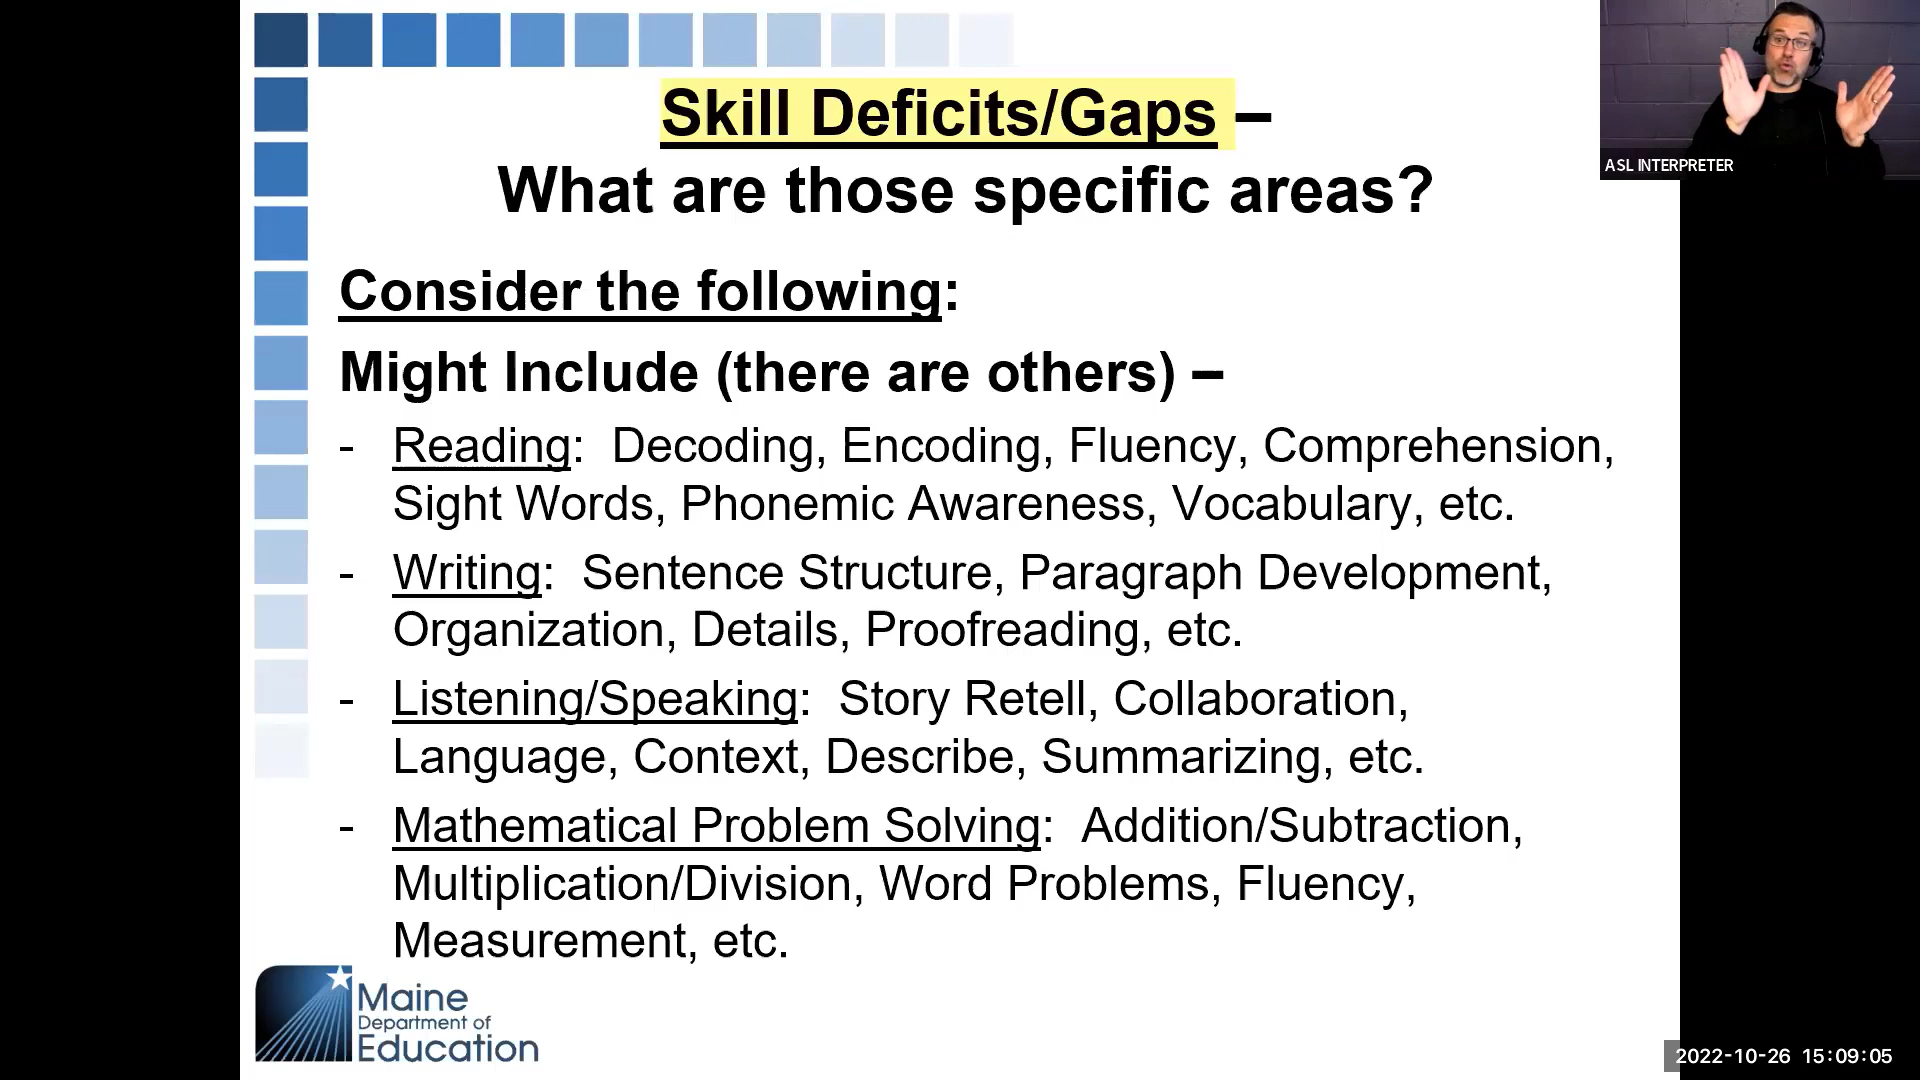 Skill Deficits/Gaps –
What are those specific areas?
Consider the following:
Might Include (there are others) –
- Reading: Decoding, Encoding, Fluency, Comprehension,
Sight Words, Phonemic Awareness, Vocabulary, etc.
- Writing: Sentence Structure, Paragraph Development,
Organization, Details, Proofreading, etc.
- Listening/Speaking: Story Retell, Collaboration,
Language, Context, Describe, Summarizing, etc.
- Mathematical Problem Solving: Addition/Subtraction,
Multiplication/Division, Word Problems, Fluency,
Measurement, etc.
Maine
Department of
Education
ASL INTERPRETER
2022-10-26 15:09:05